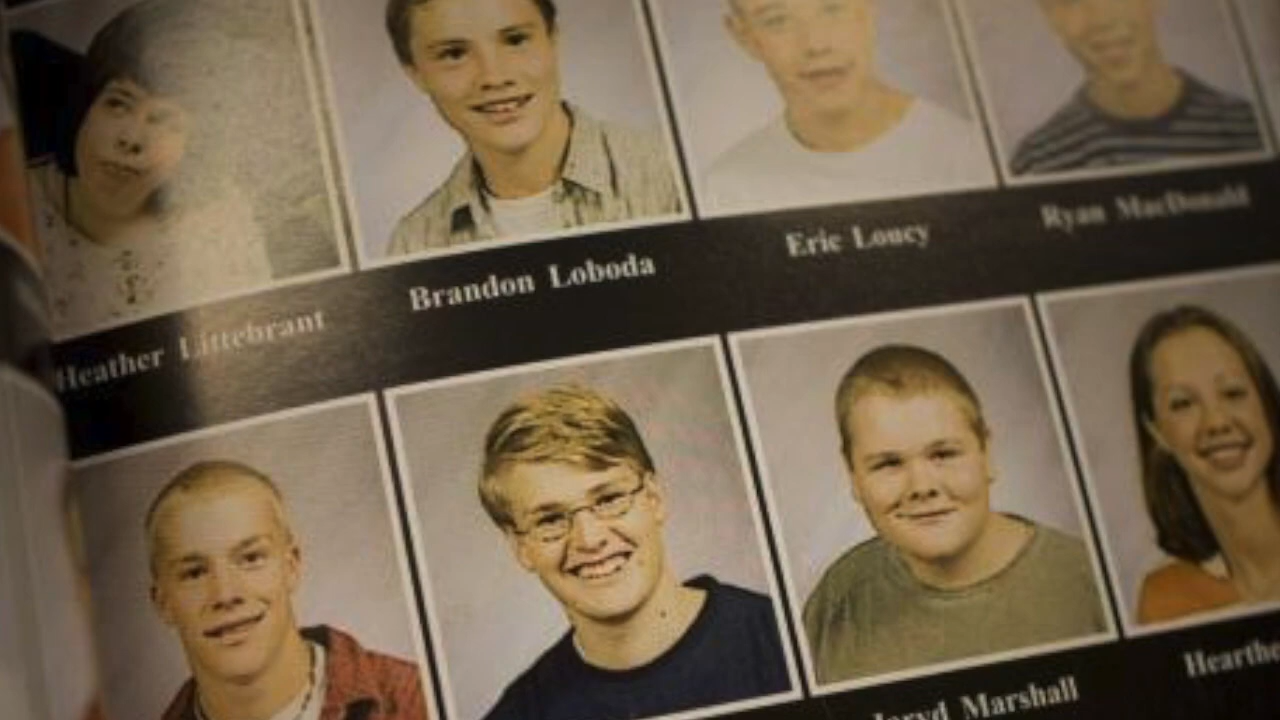 Heather Littebrant
Brandon Loboda
Eric Loucy
Ryan MacDonald
Marshall